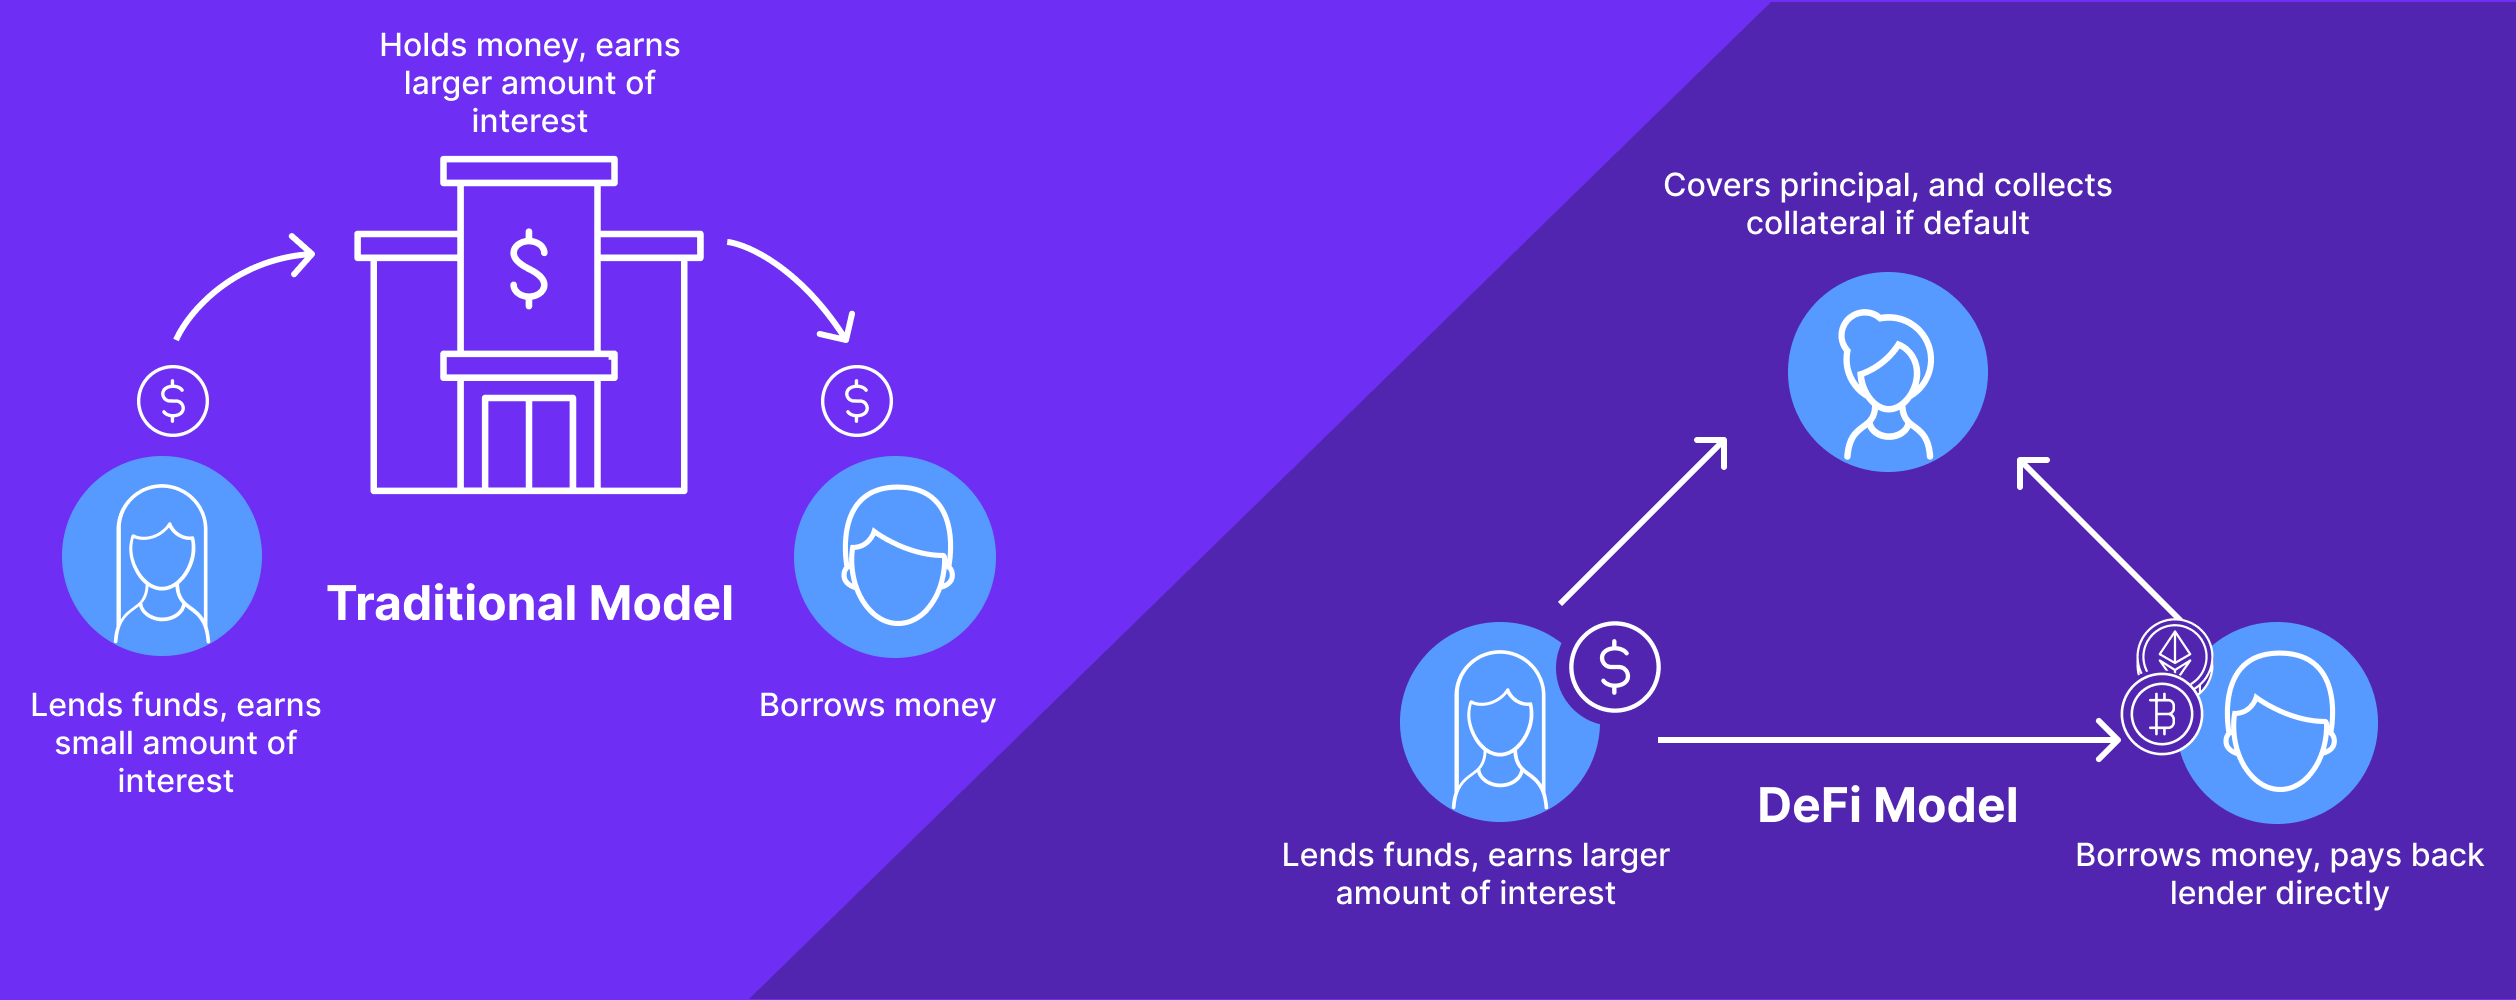 Holds money, earns
larger amount of
interest
$
$
$
Traditional Model
Lends funds, earns
small amount of
interest
Borrows money
Covers principal, and collects
collateral if default
$
DeFi Model
Lends funds, earns larger
amount of interest
Borrows money, pays back
lender directly